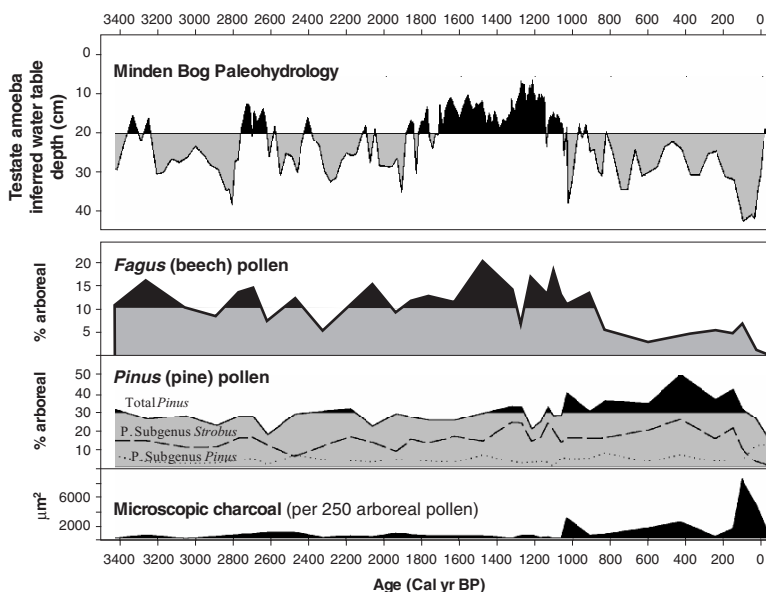 3400 3200 3000 2800 2600 2400 2200 2000 1800 1600 1400 1200 1000 800 600 400 200 0
Minden Bog Paleohydrology
Testate amoeba
inferred water table
depth (cm)
0
10
20
30
40
Fagus (beech) pollen
% arboreal
20
15
10
5
Pinus (pine) pollen
% arboreal
50
40
30
20
10
Total Pinus
P. Subgenus Strobus
P. Subgenus Pinus
Microscopic charcoal (per 250 arboreal pollen)
μm²
6000
2000
3400 3200 3000 2800 2600 2400 2200 2000 1800 1600 1400 1200 1000 800 600 400 200 0
Age (Cal yr BP)